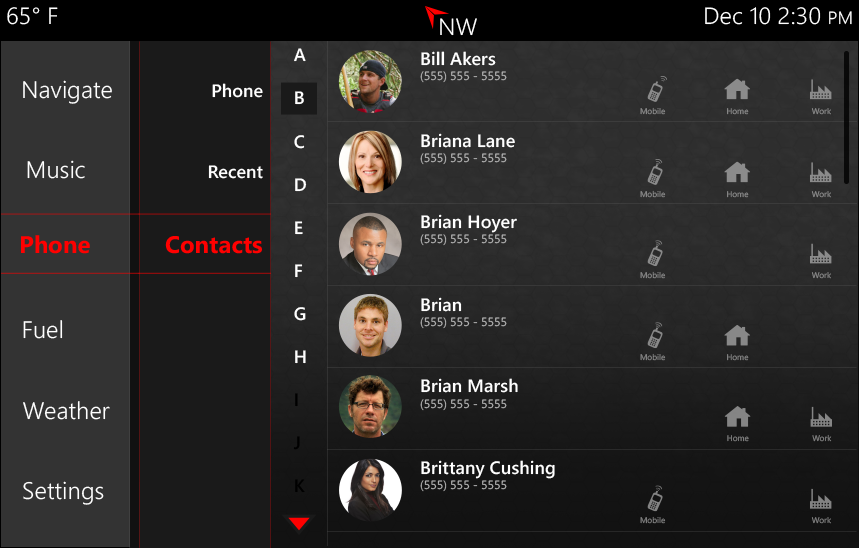 65° F
NW
Dec 10 2:30 PM
Navigate
Music
Phone
Fuel
Weather
Settings
Phone
Recent
Contacts
A
B
C
D
E
F
G
H
I
J
K
Bill Akers
(555) 555 - 5555
Mobile Home Work
Briana Lane
(555) 555 - 5555
Mobile Home Work
Brian Hoyer
(555) 555 - 5555
Mobile Work
Brian
(555) 555 - 5555
Mobile Home
Brian Marsh
(555) 555 - 5555
Home Work
Brittany Cushing
(555) 555 - 5555
Mobile Work